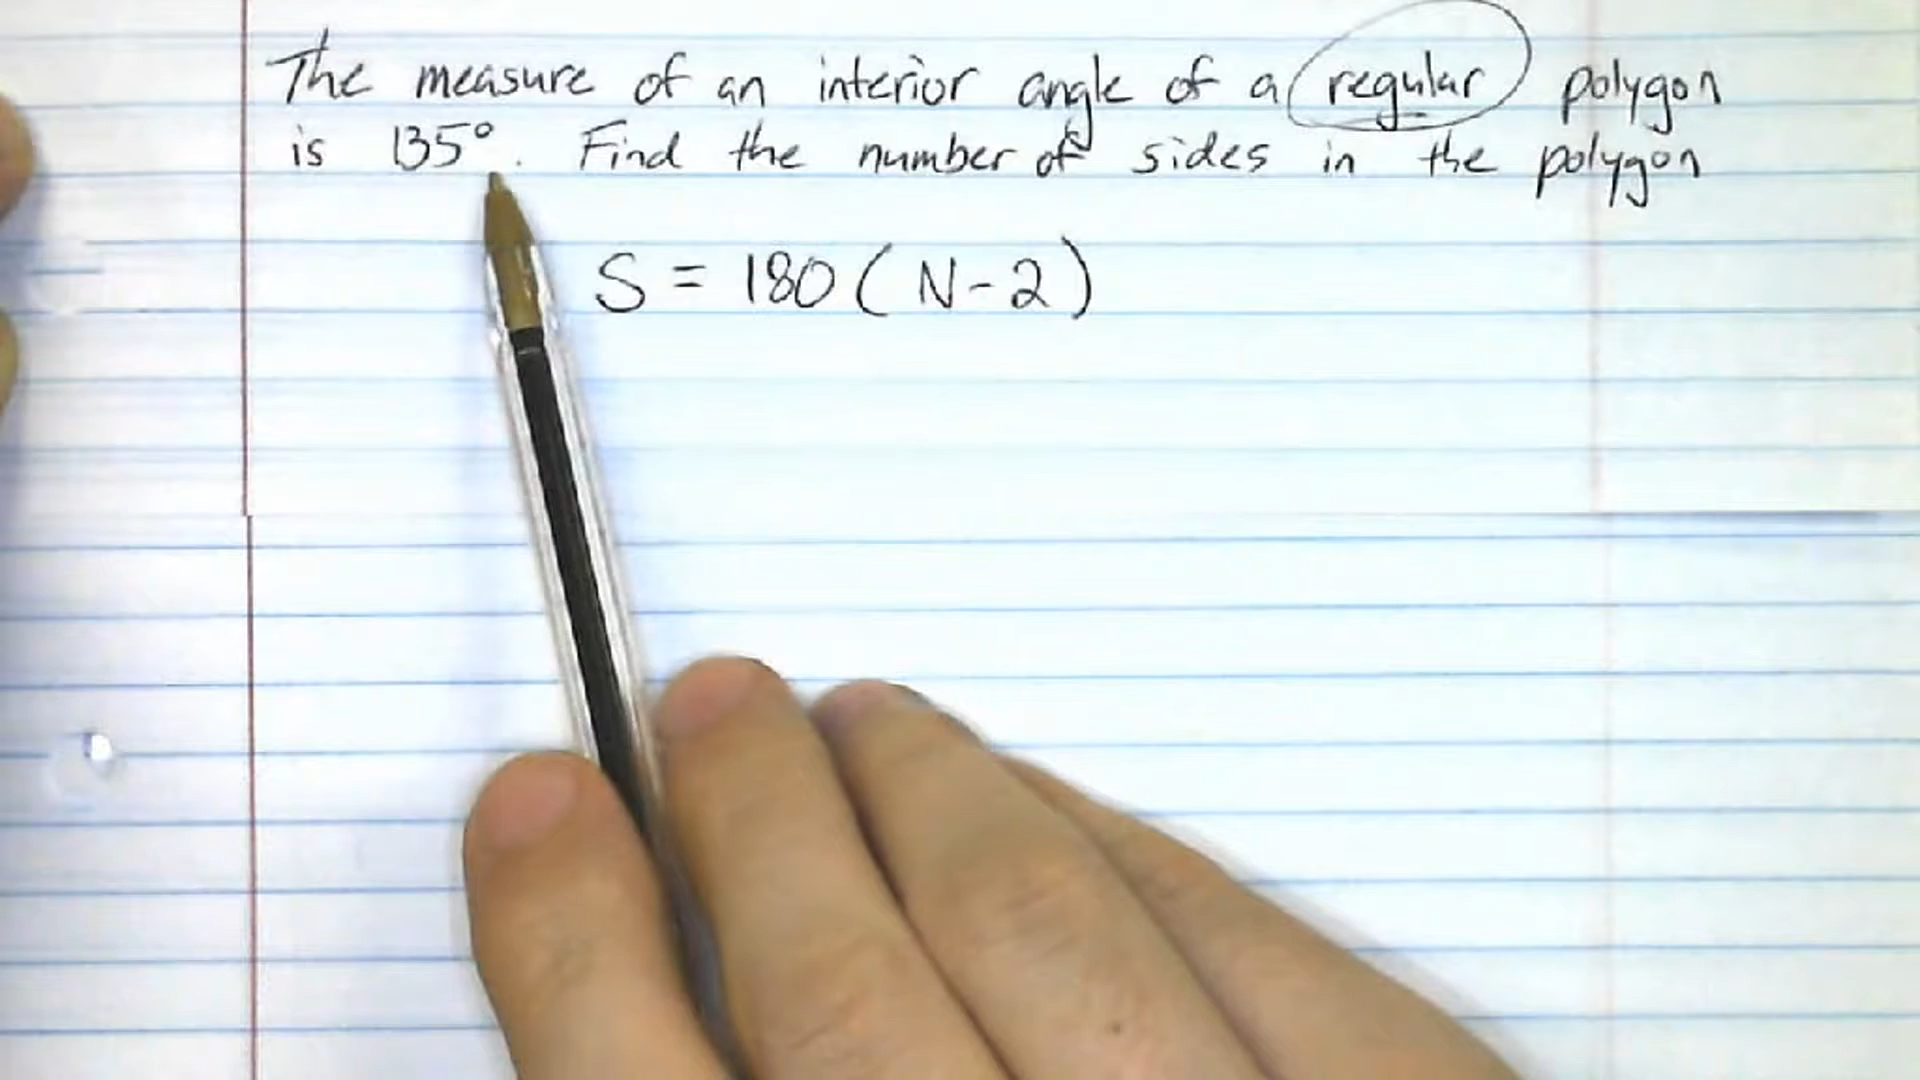 The measure of an interior angle of a regular polygon
is 135°. Find the number of sides in the polygon
S = 180 ( N - 2 )